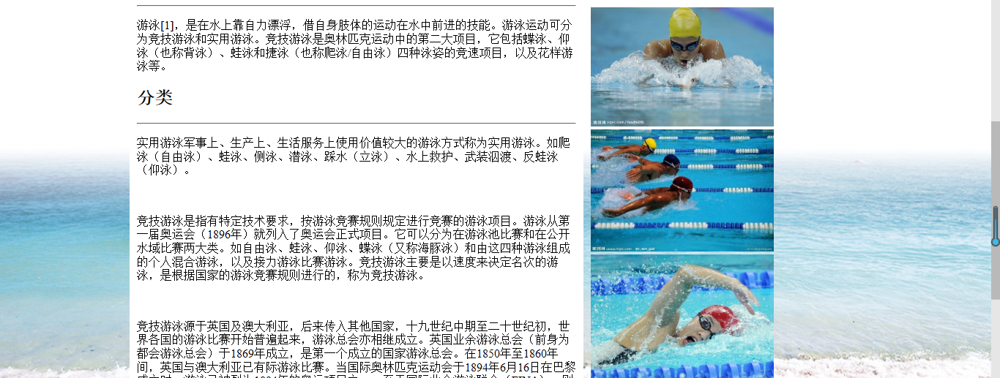 游泳[1]，是在水上靠自力漂浮，借自身肢体的运动在水中前进的技能。游泳运动可分
为竞技游泳和实用游泳。竞技游泳是奥林匹克运动中的第二大项目，它包括蝶泳、仰
泳（也称背泳）、蛙泳和捷泳（也称爬泳/自由泳）四种泳姿的竞速项目，以及花样游
泳等。
分类
实用游泳军事上、生产上、生活服务上使用价值较大的游泳方式称为实用游泳。如爬
泳（自由泳）、蛙泳、侧泳、潜泳、踩水（立泳）、水上救护、武装泅渡、反蛙泳
（仰泳）。
竞技游泳是指有特定技术要求，按游泳竞赛规则规定进行竞赛的游泳项目。游泳从第
一届奥运会（1896年）就列入了奥运会正式项目。它可以分为在游泳池比赛和在公开
水域比赛两大类。如自由泳、蛙泳、仰泳、蝶泳（又称海豚泳）和由这四种游泳组成
的个人混合游泳，以及接力游泳比赛游泳。竞技游泳主要是以速度来决定名次的游
泳，是根据国家的游泳竞赛规则进行的，称为竞技游泳。
竞技游泳源于英国及澳大利亚，后来传入其他国家，十九世纪中期至二十世纪初，世
界各国的游泳比赛开始普遍起来，游泳总会亦相继成立。英国业余游泳总会（前身为
都会游泳总会）于1869年成立，是第一个成立的国家游泳总会。在1850年至1860年
间，英国与澳大利亚已有际游泳比赛。当国际奥林匹克运动会于1894年6月16日在巴黎